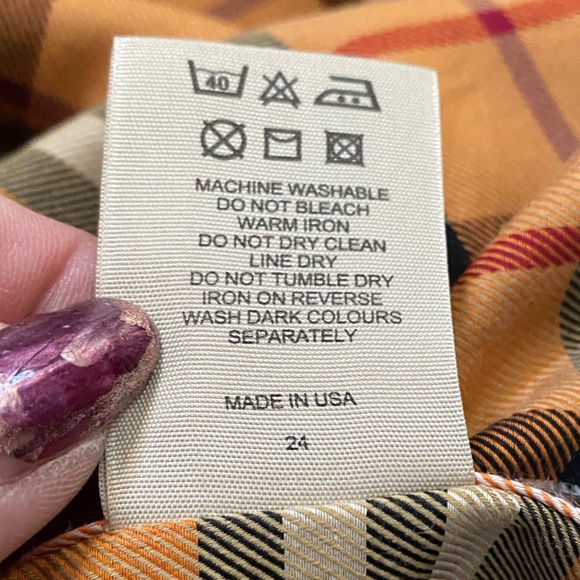 40
MACHINE WASHABLE
DO NOT BLEACH
WARM IRON
DO NOT DRY CLEAN
LINE DRY
DO NOT TUMBLE DRY
IRON ON REVERSE
WASH DARK COLOURS
SEPARATELY
MADE IN USA
24